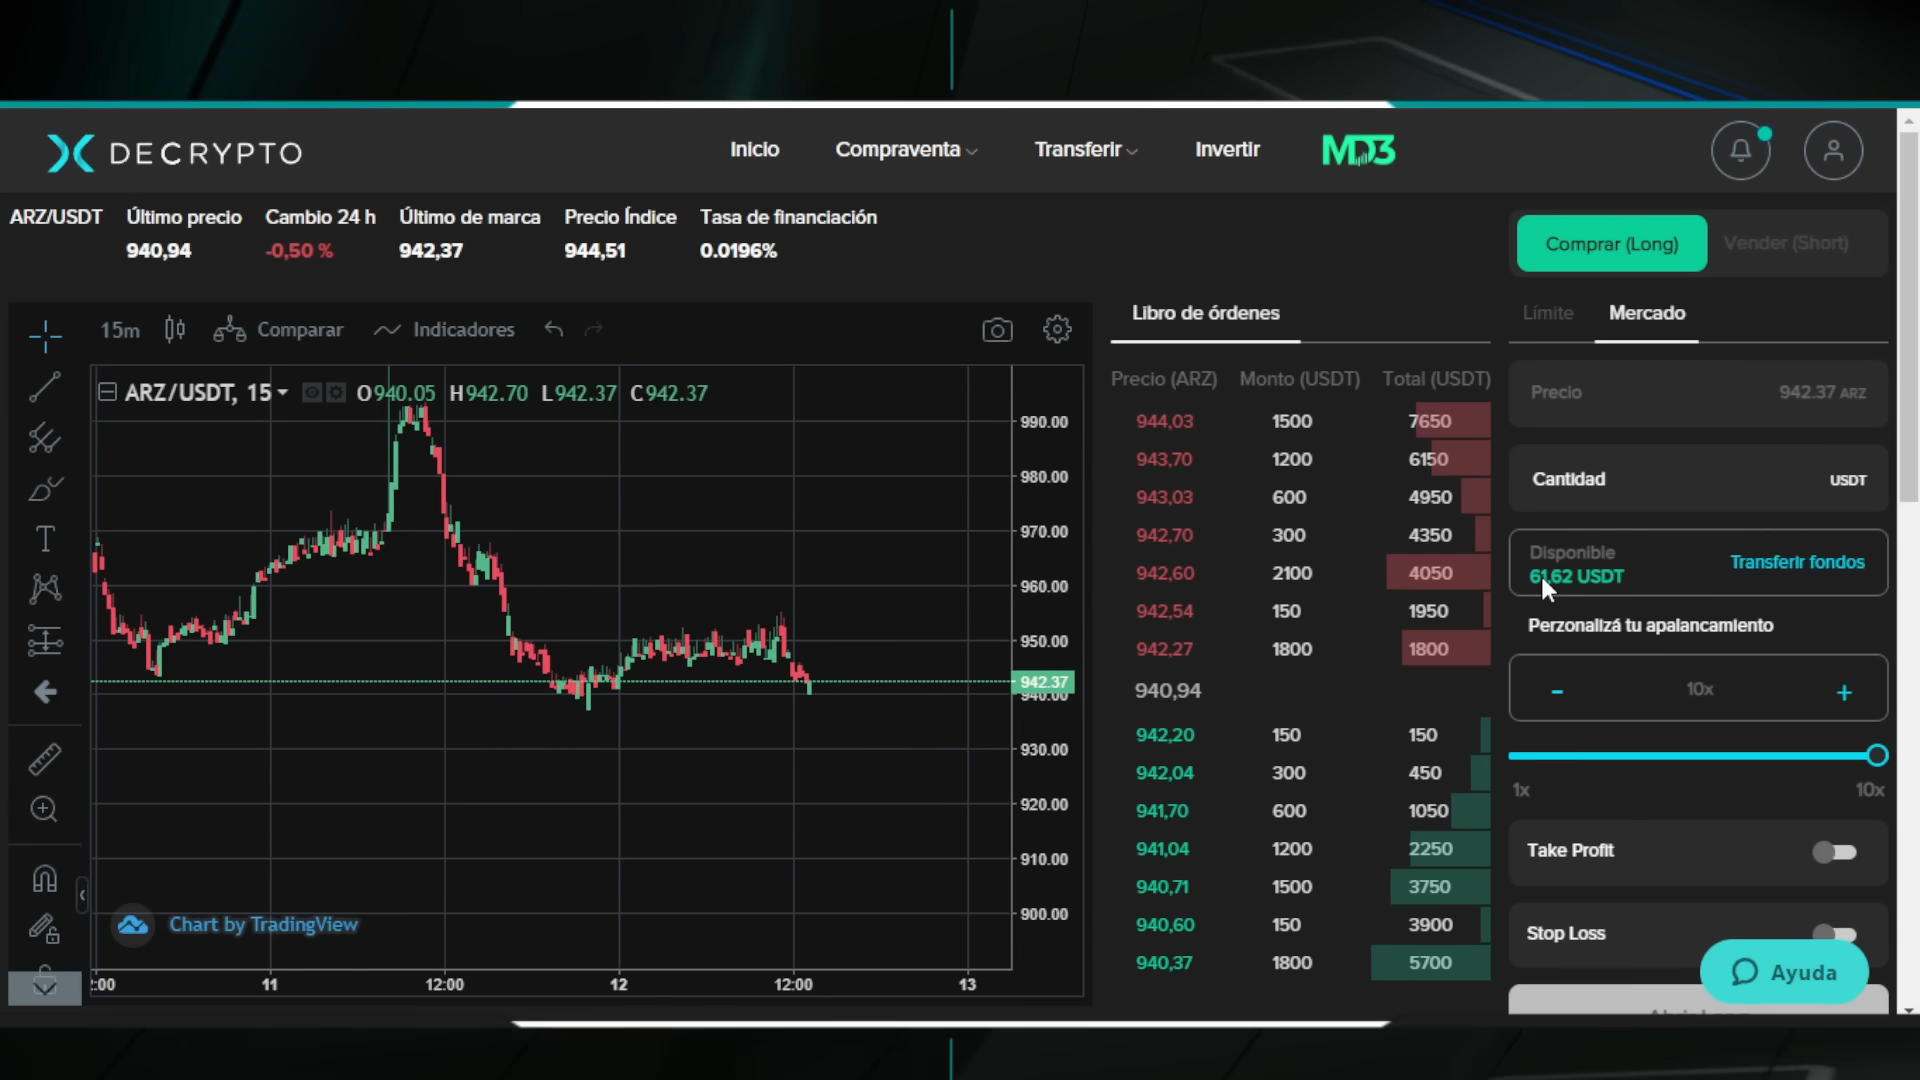 DECRYPTO
Inicio
Compraventa
Transferir
Invertir
MD3
ARZ/USDT
Último precio
940,94
Cambio 24 h
-0,50 %
Último de marca
942,37
Precio Índice
944,51
Tasa de financiación
0.0196%
Comprar (Long)
Vender (Short)
15m
Comparar
Indicadores
ARZ/USDT, 15
O940.05 H942.70 L942.37 C942.37
990.00
980.00
970.00
960.00
950.00
942.37
940.00
930.00
920.00
910.00
900.00
Chart by TradingView
:00 11 12:00 12 12:00 13
Libro de órdenes
Precio (ARZ) Monto (USDT) Total (USDT)
944,03 1500 7650
943,70 1200 6150
943,03 600 4950
942,70 300 4350
942,60 2100 4050
942,54 150 1950
942,27 1800 1800
940,94
942,20 150 150
942,04 300 450
941,70 600 1050
941,04 1200 2250
940,71 1500 3750
940,60 150 3900
940,37 1800 5700
Límite
Mercado
Precio 942.37 ARZ
Cantidad USDT
Disponible
61,62 USDT
Transferir fondos
Perzonalizá tu apalancamiento
- 10x +
1x 10x
Take Profit
Stop Loss
Ayuda